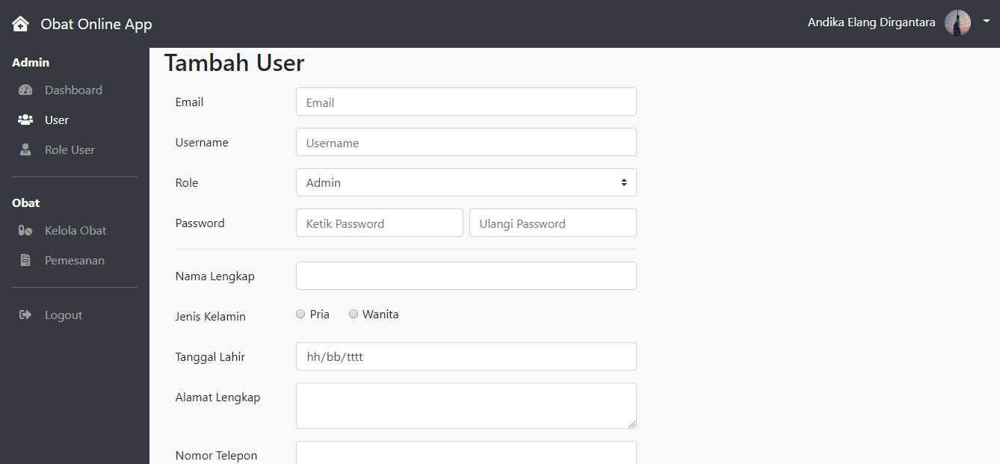 Obat Online App
Andika Elang Dirgantara
Admin
Dashboard
User
Role User
Obat
Kelola Obat
Pemesanan
Logout
Tambah User
Email Email
Username Username
Role Admin
Password Ketik Password Ulangi Password
Nama Lengkap
Jenis Kelamin Pria Wanita
Tanggal Lahir hh/bb/tttt
Alamat Lengkap
Nomor Telepon